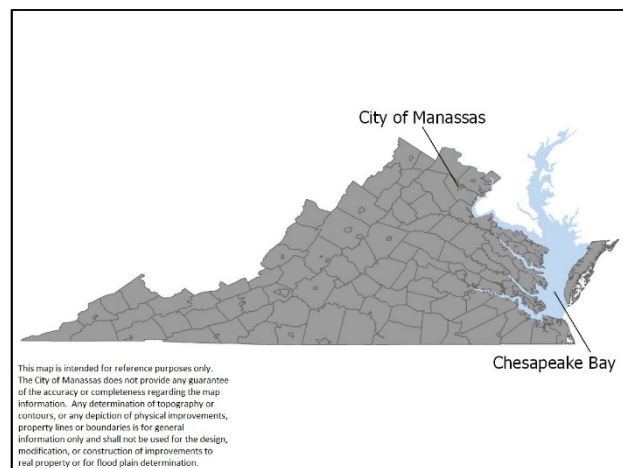 City of Manassas
Chesapeake Bay
This map is intended for reference purposes only.
The City of Manassas does not provide any guarantee
of the accuracy or completeness regarding the map
information. Any determination of topography or
contours, or any depiction of physical improvements,
property lines or boundaries is for general
information only and shall not be used for the design,
modification, or construction of improvements to
real property or for flood plain determination.